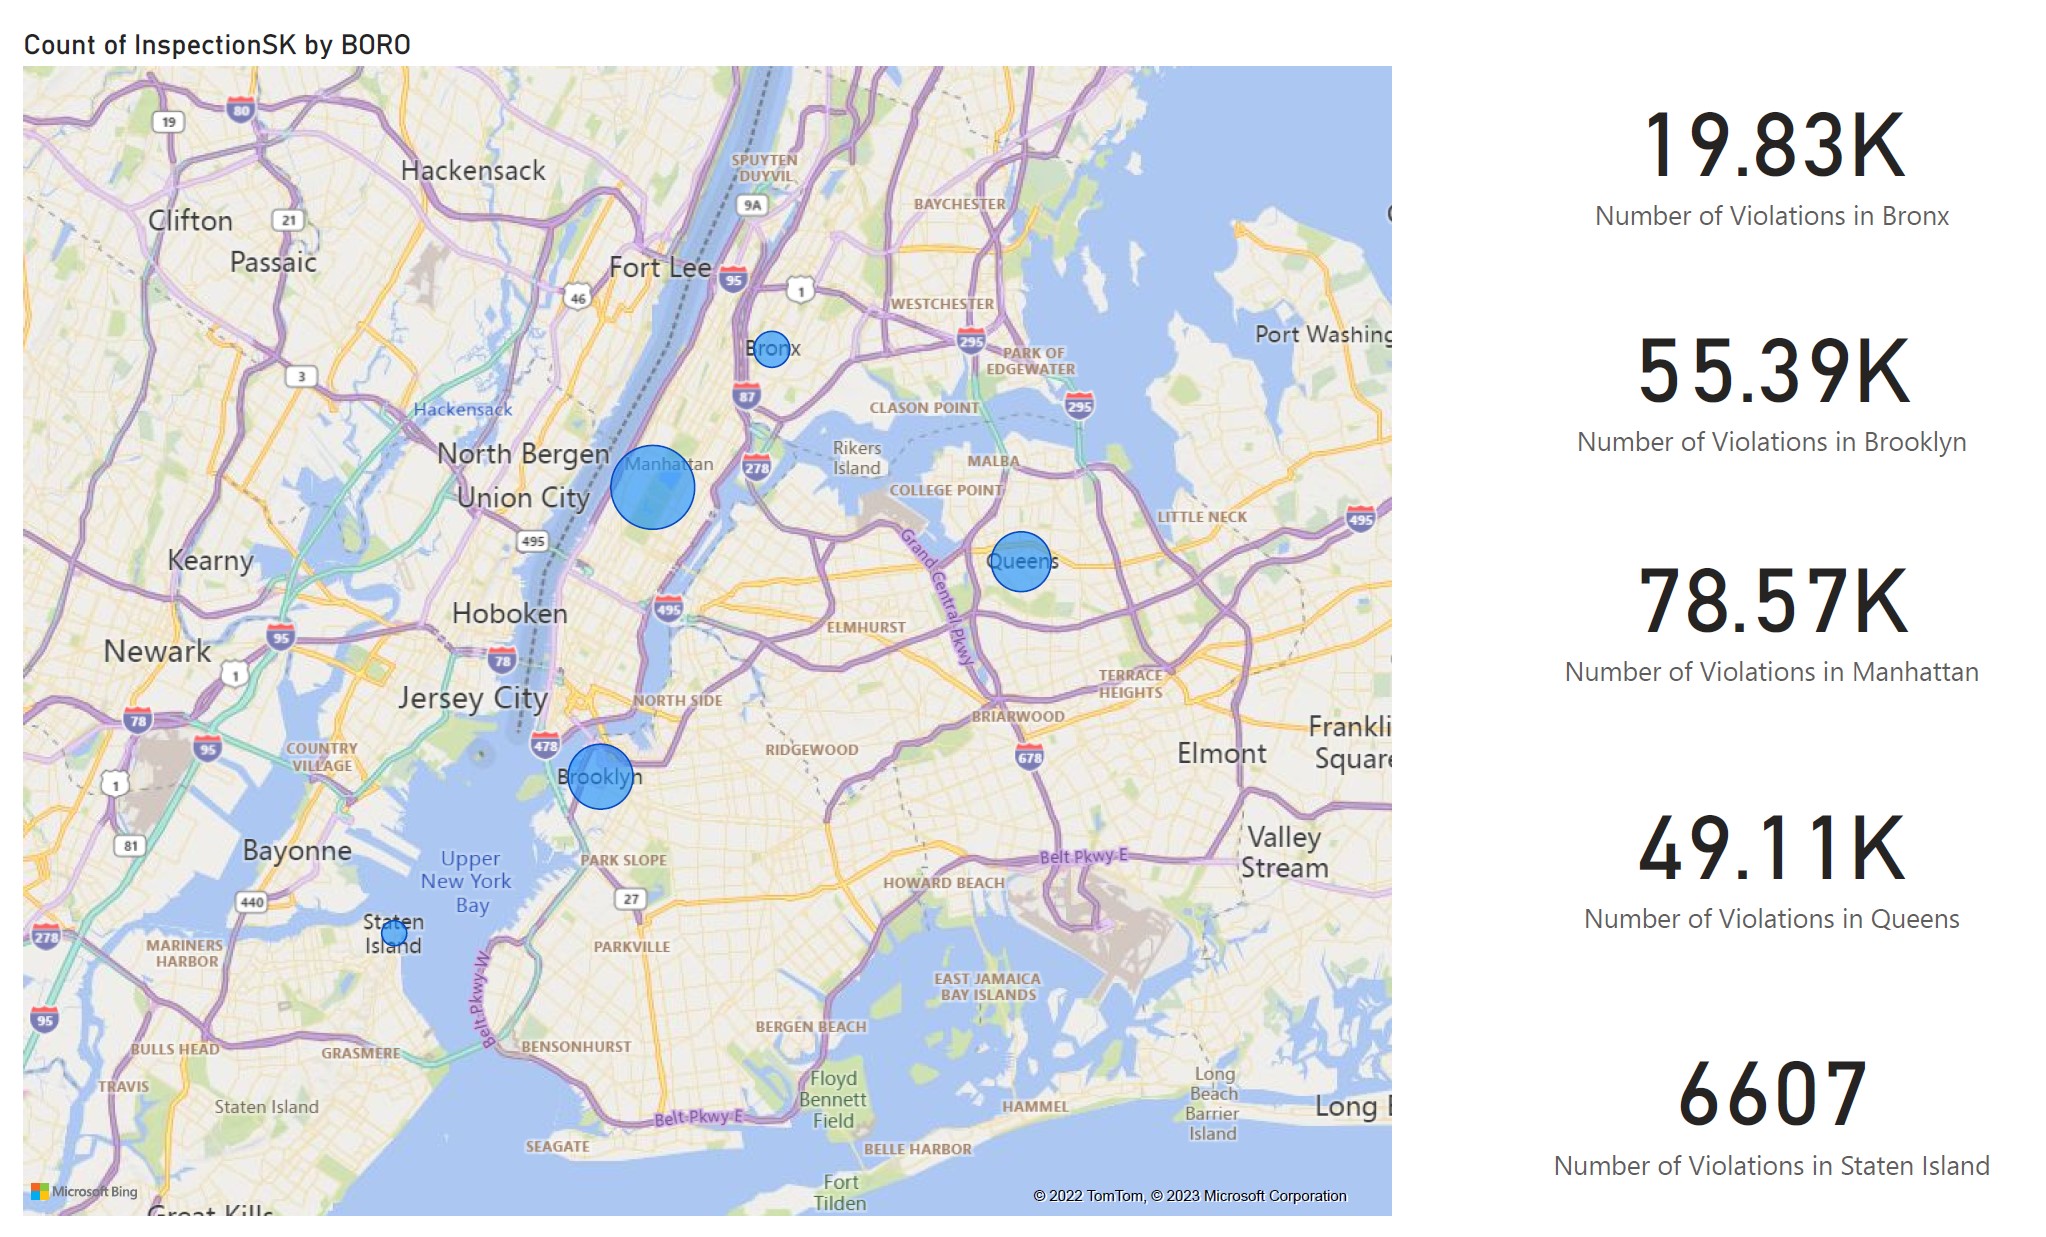 Count of InspectionSK by BORO
80
19
Hackensack
SPUYTEN
DUYVIL
9A
BAYCHESTER
Clifton
21
Passaic
Fort Lee
95
46
1
WESTCHESTER
Bronx
295
PARK OF
EDGEWATER
Port Washing
3
87
Hackensack
CLASON POINT
295
North Bergen
Manhattan
278
Rikers
Island
MALBA
Union City
COLLEGE POINT
LITTLE NECK
495
495
Kearny
Grand Central Pkwy
Queens
Hoboken
495
ELMHURST
95
Newark
78
1
TERRACE
HEIGHTS
Jersey City
NORTH SIDE
78
BRIARWOOD
Frankli
Square
95
COUNTRY
VILLAGE
478
RIDGEWOOD
678
Elmont
1
Brooklyn
81
Bayonne
Upper
New York
Bay
PARK SLOPE
Belt Pkwy E
Valley
Stream
HOWARD BEACH
440
27
Staten
Island
278
MARINERS
HARBOR
PARKVILLE
Belt Pkwy W
EAST JAMAICA
BAY ISLANDS
95
BULLS HEAD
GRASMERE
BENSONHURST
BERGEN BEACH
TRAVIS
Staten Island
Floyd
Bennett
Field
Long
Beach
Barrier
Island
HAMMEL
Long
Belt Pkwy E
SEAGATE
BELLE HARBOR
Fort
Tilden
Great Kills
Microsoft Bing
© 2022 TomTom, © 2023 Microsoft Corporation
19.83K
Number of Violations in Bronx
55.39K
Number of Violations in Brooklyn
78.57K
Number of Violations in Manhattan
49.11K
Number of Violations in Queens
6607
Number of Violations in Staten Island